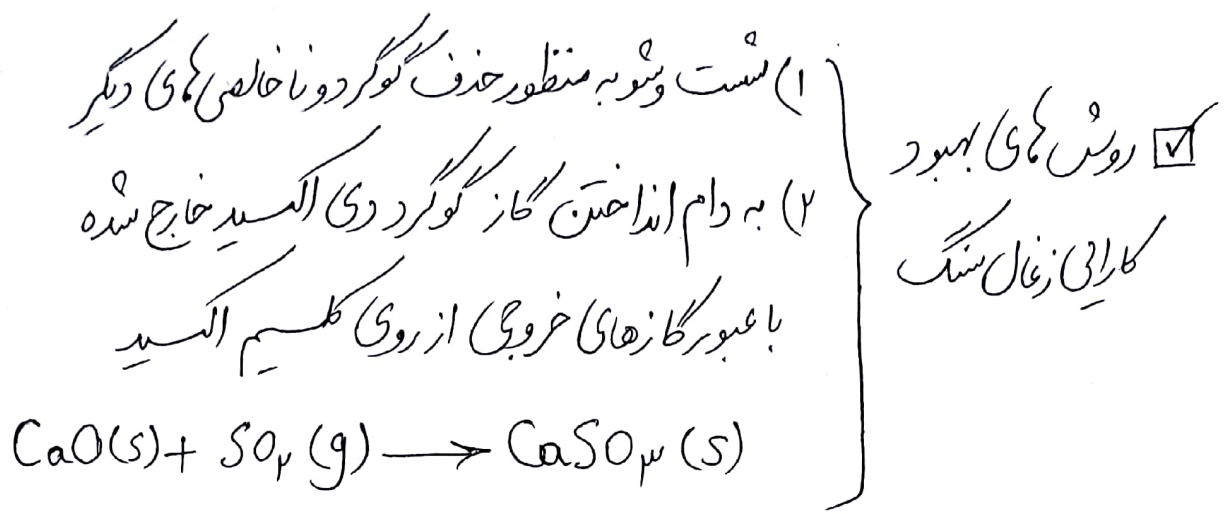 ☑ روش های بهبود
کارایی زغال سنگ
۱) شست وشو به منظور حذف گوگرد و ناخالصی های دیگر
۲) به دام انداختن گاز گوگرد دی اکسید خارج شده
با عبور گازهای خروجی از روی کلسیم اکسید
CaO(s) + SO۲(g) ⟶ CaSO۳(s)